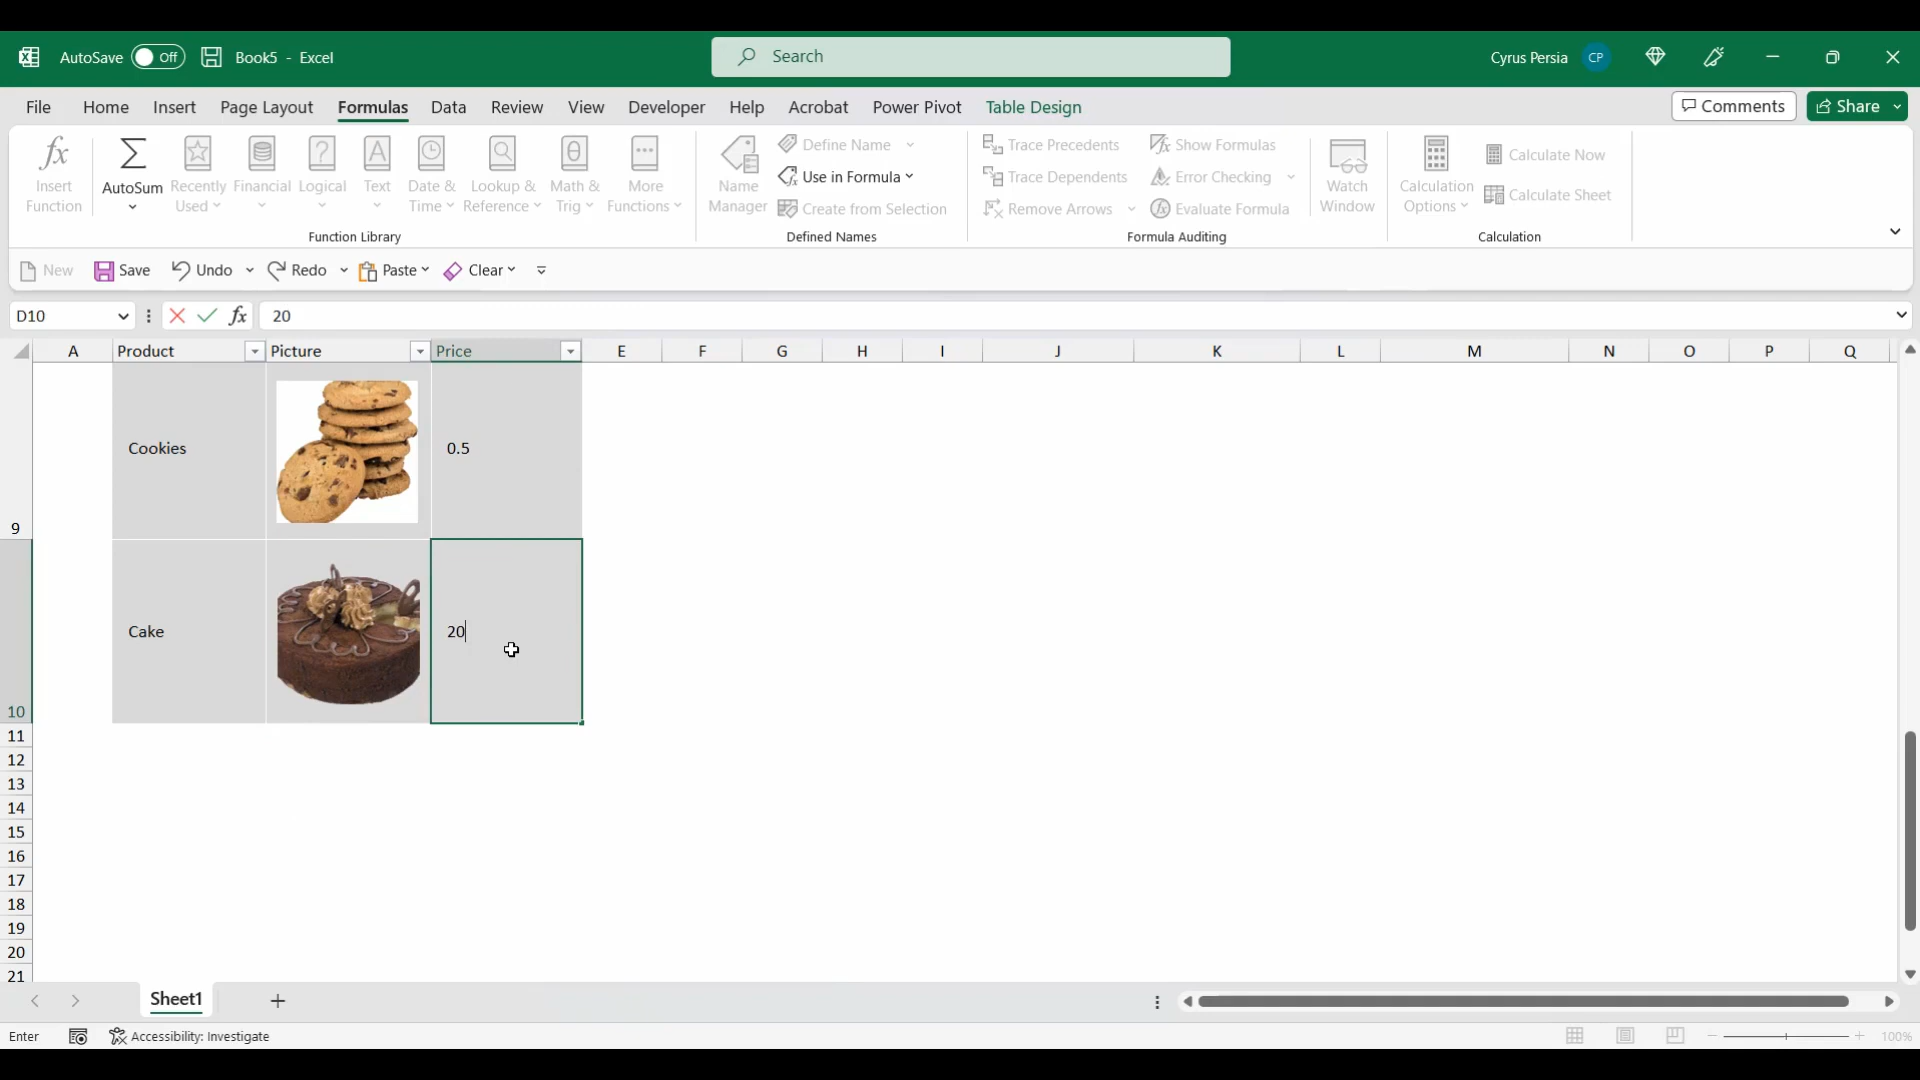 AutoSave Off Book5 - Excel Search Cyrus Persia CP
File Home Insert Page Layout Formulas Data Review View Developer Help Acrobat Power Pivot Table Design Comments Share
Insert Function
AutoSum
Recently Used
Financial
Logical
Text
Date & Time
Lookup & Reference
Math & Trig
More Functions
Function Library
Name Manager
Define Name
Use in Formula
Create from Selection
Defined Names
Trace Precedents
Trace Dependents
Remove Arrows
Show Formulas
Error Checking
Evaluate Formula
Formula Auditing
Watch Window
Calculation Options
Calculate Now
Calculate Sheet
Calculation
New Save Undo Redo Paste Clear
D10 fx 20
A Product Picture Price E F G H I J K L M N O P Q
Cookies 0.5
9
Cake 20
10
11
12
13
14
15
16
17
18
19
20
21
Sheet1
Enter Accessibility: Investigate 100%